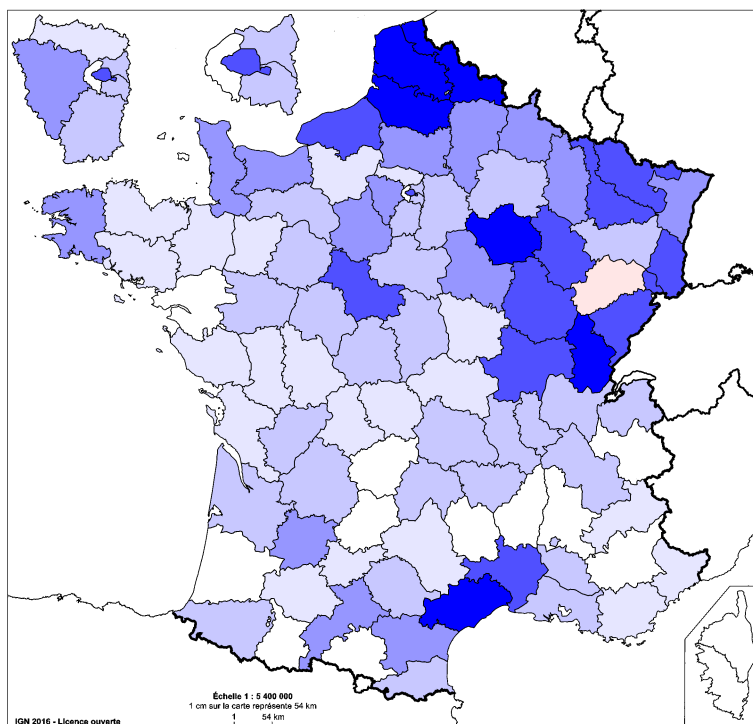 Échelle 1 : 5 400 000
1 cm sur la carte représente 54 km
1 54 km
IGN 2016 - Licence ouverte